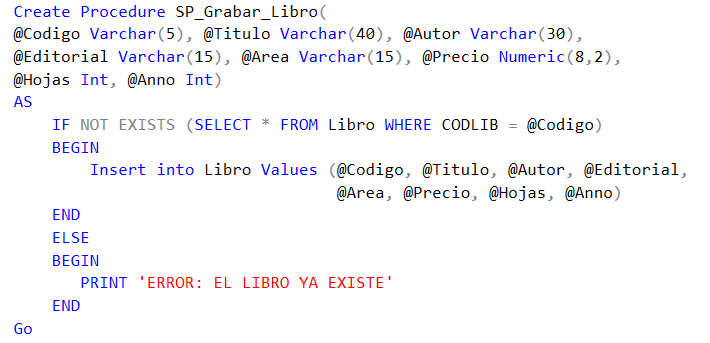 Create Procedure SP_Grabar_Libro(
@Codigo Varchar(5), @Titulo Varchar(40), @Autor Varchar(30),
@Editorial Varchar(15), @Area Varchar(15), @Precio Numeric(8,2),
@Hojas Int, @Anno Int)
AS
    IF NOT EXISTS (SELECT * FROM Libro WHERE CODLIB = @Codigo)
    BEGIN
        Insert into Libro Values (@Codigo, @Titulo, @Autor, @Editorial,
                                  @Area, @Precio, @Hojas, @Anno)
    END
    ELSE
    BEGIN
       PRINT 'ERROR: EL LIBRO YA EXISTE'
    END
Go